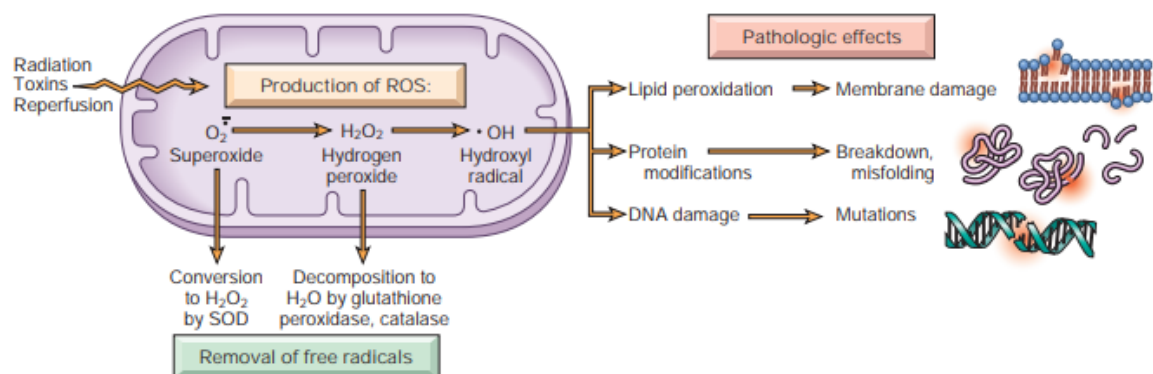 Pathologic effects
Radiation
Toxins
Reperfusion
Production of ROS:
Lipid peroxidation
Membrane damage
O₂•̄
Superoxide
H₂O₂
Hydrogen
peroxide
• OH
Hydroxyl
radical
Protein
modifications
Breakdown,
misfolding
DNA damage
Mutations
Conversion
to H₂O₂
by SOD
Decomposition to
H₂O by glutathione
peroxidase, catalase
Removal of free radicals